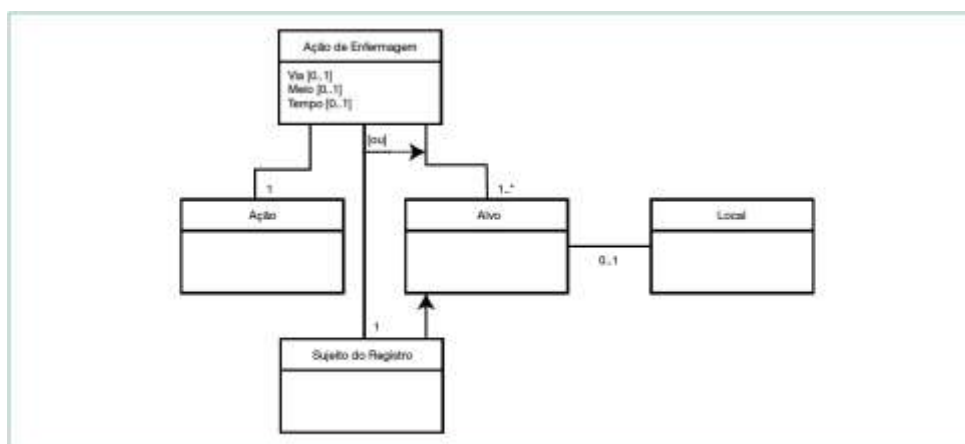 Ação de Enfermagem
Via [0..1]
Meio [0..1]
Tempo [0..1]
[ou]
1
1..*
Ação
Alvo
Local
0..1
1
Sujeito do Registro